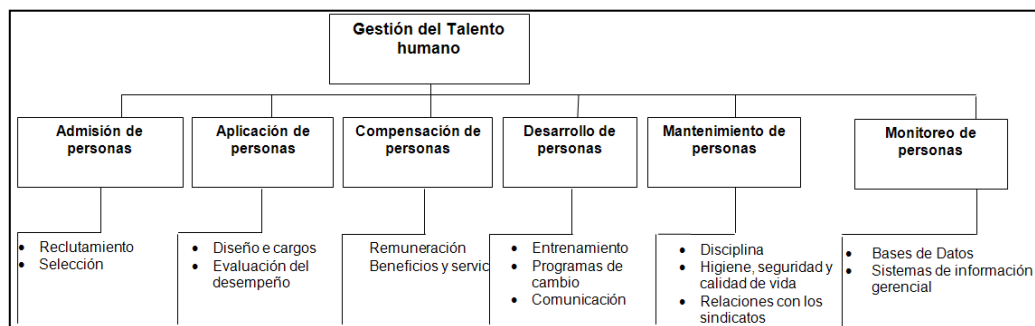 Gestión del Talento
humano
Admisión de
personas
Aplicación de
personas
Compensación de
personas
Desarrollo de
personas
Mantenimiento de
personas
Monitoreo de
personas
• Reclutamiento
• Selección
• Diseño e cargos
• Evaluación del
desempeño
Remuneración
Beneficios y servic
• Entrenamiento
• Programas de
cambio
• Comunicación
• Disciplina
• Higiene, seguridad y
calidad de vida
• Relaciones con los
sindicatos
• Bases de Datos
• Sistemas de información
gerencial